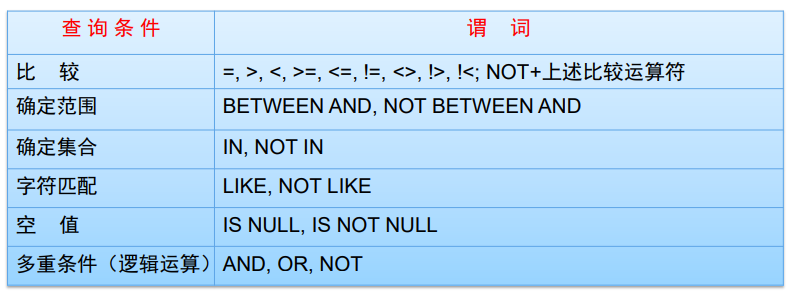 查询条件 谓词
比 较 =, >, <, >=, <=, !=, <>, !>, !<; NOT+上述比较运算符
确定范围 BETWEEN AND, NOT BETWEEN AND
确定集合 IN, NOT IN
字符匹配 LIKE, NOT LIKE
空 值 IS NULL, IS NOT NULL
多重条件（逻辑运算） AND, OR, NOT